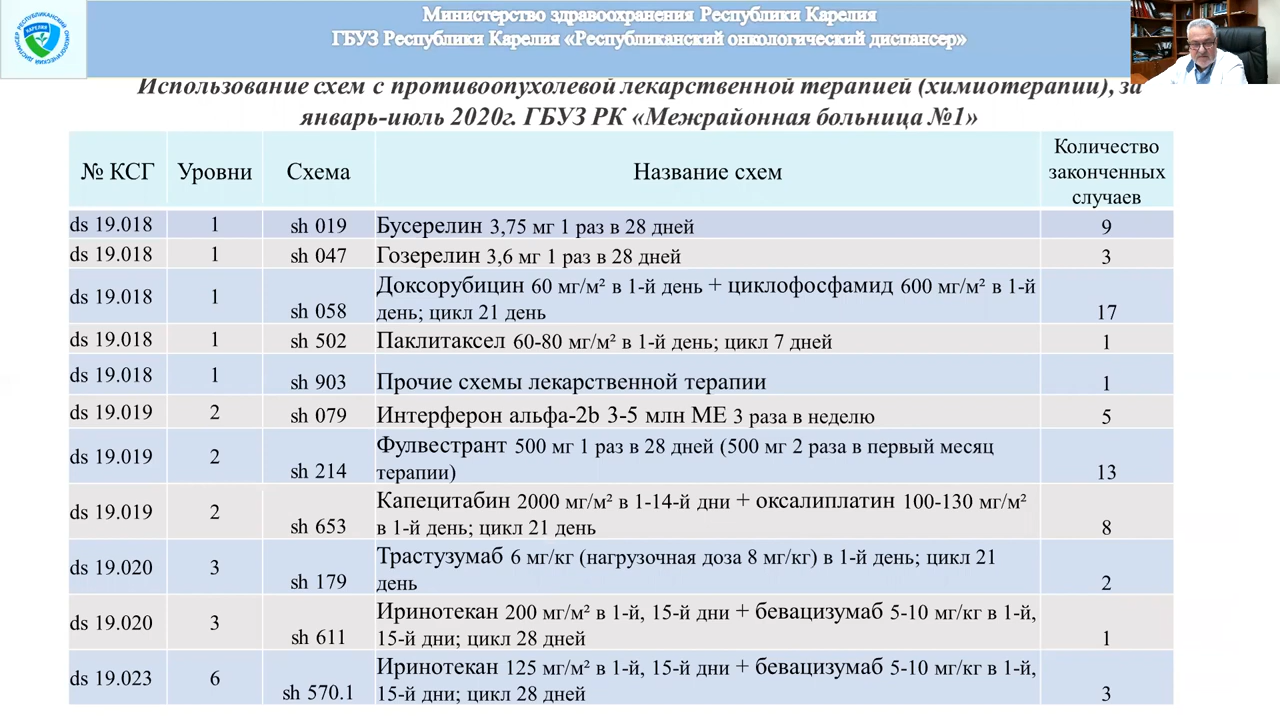 Министерство здравоохранения Республики Карелия
ГБУЗ Республики Карелия «Республиканский онкологический диспансер»
РЕСПУБЛИКАНСКИЙ ОНКОЛОГИЧЕСКИЙ ДИСПАНСЕР
КАРЕЛИЯ
Использование схем с противоопухолевой лекарственной терапией (химиотерапии), за
январь-июль 2020г. ГБУЗ РК «Межрайонная больница №1»
№ КСГ Уровни Схема Название схем Количество
законченных
случаев
ds 19.018 1 sh 019 Бусерелин 3,75 мг 1 раз в 28 дней 9
ds 19.018 1 sh 047 Гозерелин 3,6 мг 1 раз в 28 дней 3
ds 19.018 1 sh 058 Доксорубицин 60 мг/м² в 1-й день + циклофосфамид 600 мг/м² в 1-й
день; цикл 21 день 17
ds 19.018 1 sh 502 Паклитаксел 60-80 мг/м² в 1-й день; цикл 7 дней 1
ds 19.018 1 sh 903 Прочие схемы лекарственной терапии 1
ds 19.019 2 sh 079 Интерферон альфа-2b 3-5 млн МЕ 3 раза в неделю 5
ds 19.019 2 sh 214 Фулвестрант 500 мг 1 раз в 28 дней (500 мг 2 раза в первый месяц
терапии) 13
ds 19.019 2 sh 653 Капецитабин 2000 мг/м² в 1-14-й дни + оксалиплатин 100-130 мг/м²
в 1-й день; цикл 21 день 8
ds 19.020 3 sh 179 Трастузумаб 6 мг/кг (нагрузочная доза 8 мг/кг) в 1-й день; цикл 21
день 2
ds 19.020 3 sh 611 Иринотекан 200 мг/м² в 1-й, 15-й дни + бевацизумаб 5-10 мг/кг в 1-й,
15-й дни; цикл 28 дней 1
ds 19.023 6 sh 570.1 Иринотекан 125 мг/м² в 1-й, 15-й дни + бевацизумаб 5-10 мг/кг в 1-й,
15-й дни; цикл 28 дней 3